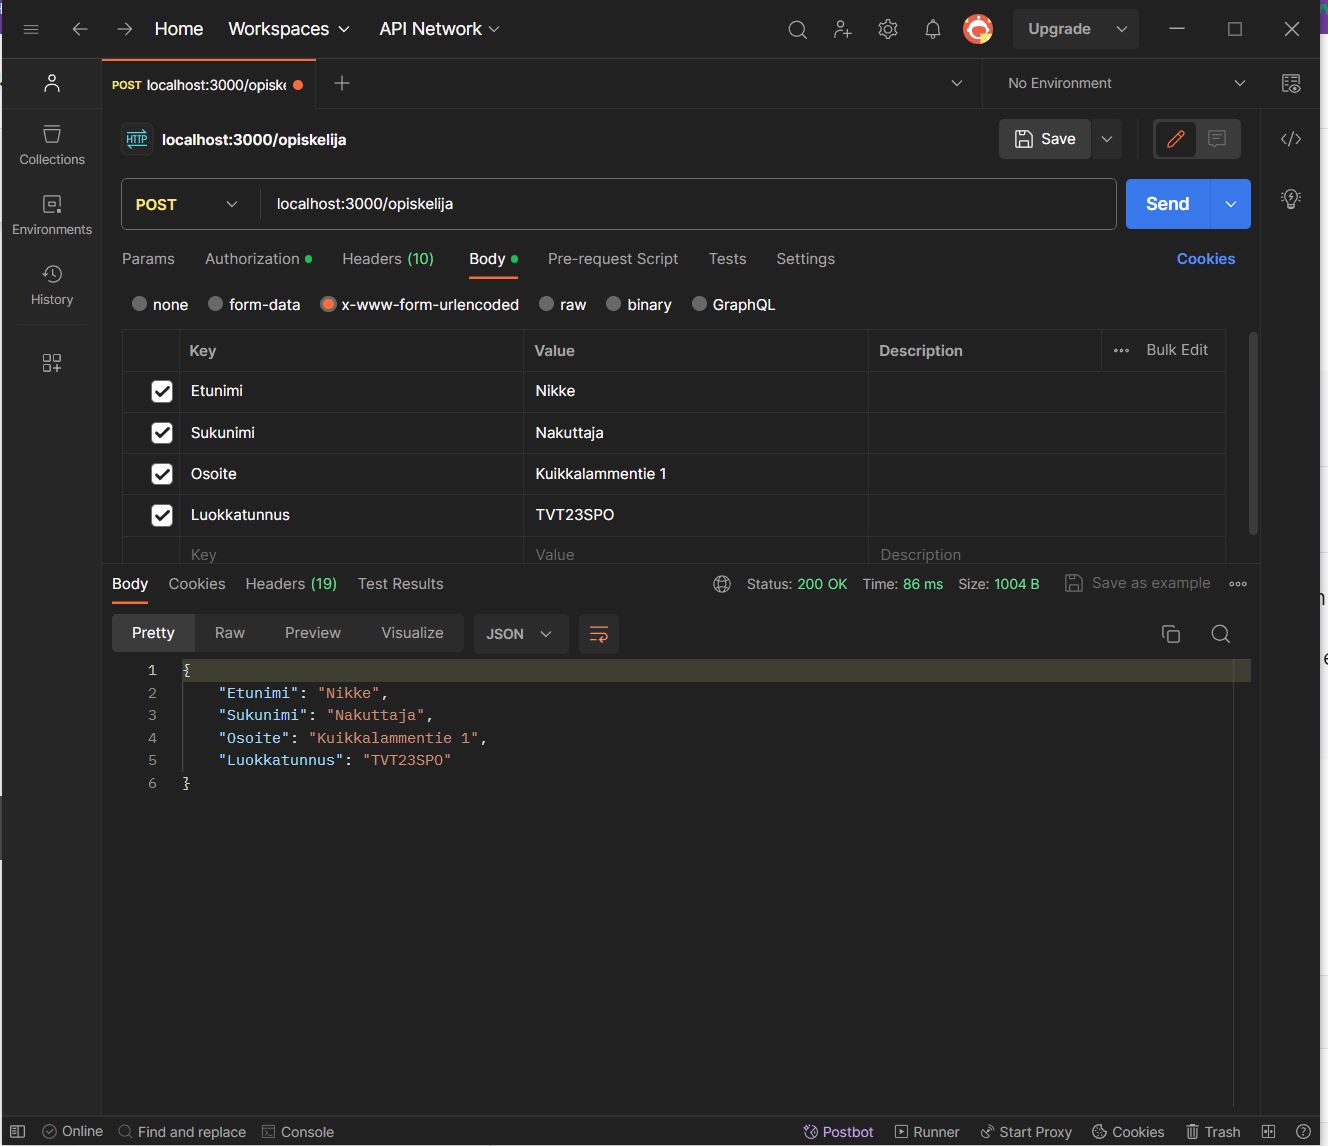 Home Workspaces API Network Upgrade
POST localhost:3000/opiske No Environment
HTTP localhost:3000/opiskelija Save
Collections
Environments
History
POST localhost:3000/opiskelija Send
Params Authorization Headers (10) Body Pre-request Script Tests Settings Cookies
none form-data x-www-form-urlencoded raw binary GraphQL
Key Value Description Bulk Edit
Etunimi Nikke
Sukunimi Nakuttaja
Osoite Kuikkalammentie 1
Luokkatunnus TVT23SPO
Key Value Description
Body Cookies Headers (19) Test Results Status: 200 OK Time: 86 ms Size: 1004 B Save as example
Pretty Raw Preview Visualize JSON
1 {
2 "Etunimi": "Nikke",
3 "Sukunimi": "Nakuttaja",
4 "Osoite": "Kuikkalammentie 1",
5 "Luokkatunnus": "TVT23SPO"
6 }
Online Find and replace Console Postbot Runner Start Proxy Cookies Trash